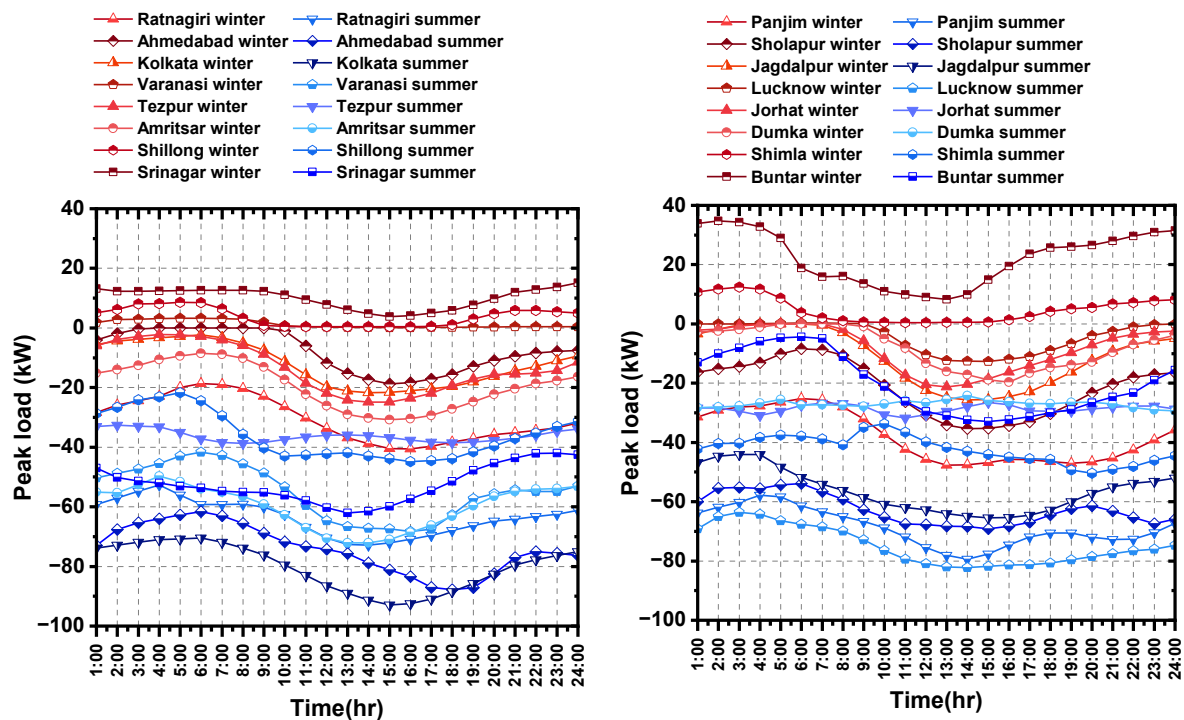 Ratnagiri winter Ratnagiri summer
Ahmedabad winter Ahmedabad summer
Kolkata winter Kolkata summer
Varanasi winter Varanasi summer
Tezpur winter Tezpur summer
Amritsar winter Amritsar summer
Shillong winter Shillong summer
Srinagar winter Srinagar summer
40
20
0
−20
−40
−60
−80
−100
Peak load (kW)
1:00 2:00 3:00 4:00 5:00 6:00 7:00 8:00 9:00 10:00 11:00 12:00 13:00 14:00 15:00 16:00 17:00 18:00 19:00 20:00 21:00 22:00 23:00 24:00
Time(hr)
Panjim winter Panjim summer
Sholapur winter Sholapur summer
Jagdalpur winter Jagdalpur summer
Lucknow winter Lucknow summer
Jorhat winter Jorhat summer
Dumka winter Dumka summer
Shimla winter Shimla summer
Buntar winter Buntar summer
40
20
0
−20
−40
−60
−80
−100
Peak load (kW)
1:00 2:00 3:00 4:00 5:00 6:00 7:00 8:00 9:00 10:00 11:00 12:00 13:00 14:00 15:00 16:00 17:00 18:00 19:00 20:00 21:00 22:00 23:00 24:00
Time(hr)